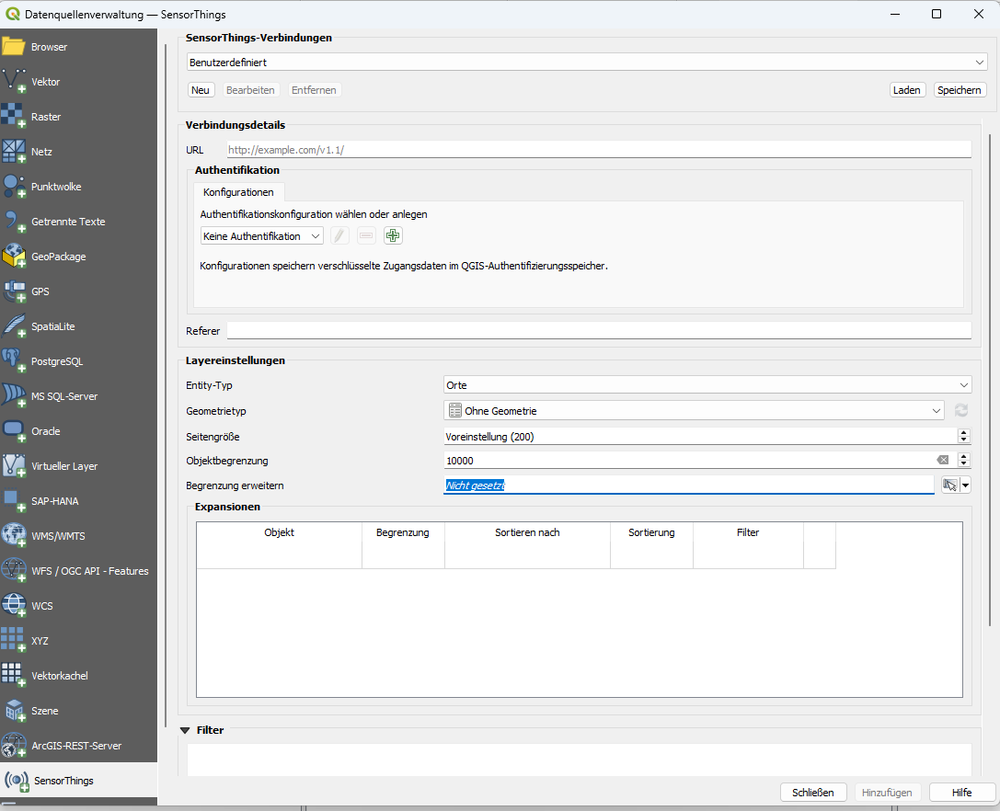 Datenquellenverwaltung — SensorThings
Browser
Vektor
Raster
Netz
Punktwolke
Getrennte Texte
GeoPackage
GPS
SpatiaLite
PostgreSQL
MS SQL-Server
Oracle
Virtueller Layer
SAP-HANA
WMS/WMTS
WFS / OGC API - Features
WCS
XYZ
Vektorkachel
Szene
ArcGIS-REST-Server
SensorThings
SensorThings-Verbindungen
Benutzerdefiniert
Neu Bearbeiten Entfernen Laden Speichern
Verbindungsdetails
URL http://example.com/v1.1/
Authentifikation
Konfigurationen
Authentifikationskonfiguration wählen oder anlegen
Keine Authentifikation
Konfigurationen speichern verschlüsselte Zugangsdaten im QGIS-Authentifizierungsspeicher.
Referer
Layereinstellungen
Entity-Typ Orte
Geometrietyp Ohne Geometrie
Seitengröße Voreinstellung (200)
Objektbegrenzung 10000
Begrenzung erweitern Nicht gesetzt
Expansionen
Objekt Begrenzung Sortieren nach Sortierung Filter
Filter
Schließen Hinzufügen Hilfe